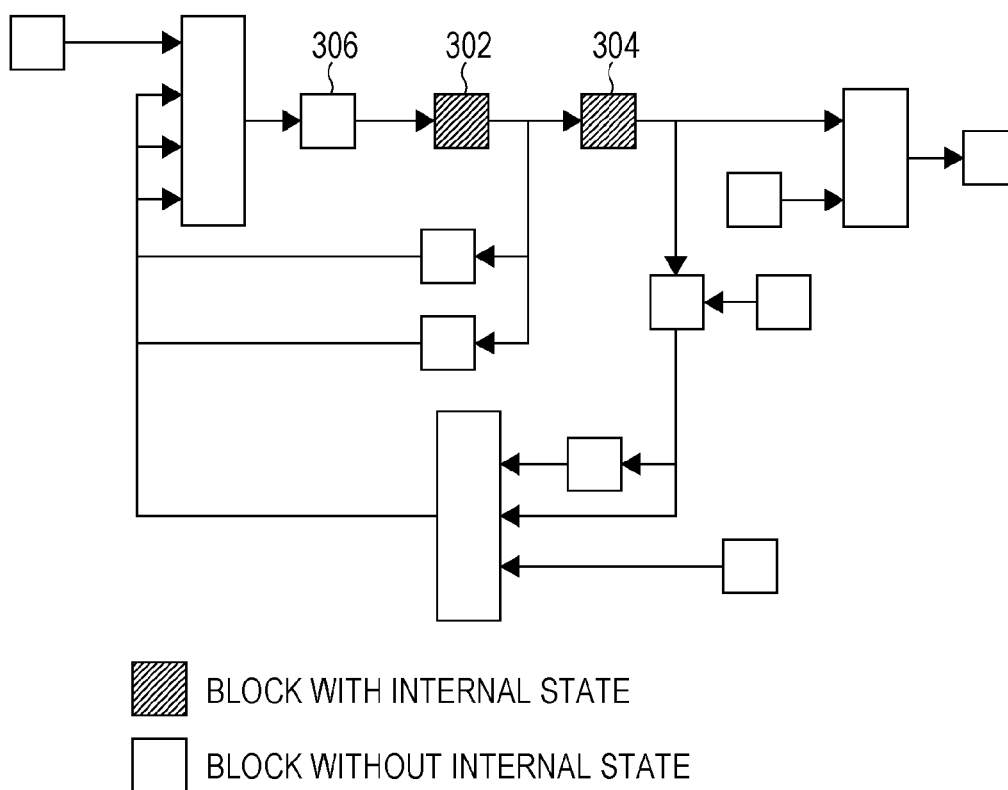 306
302
304
BLOCK WITH INTERNAL STATE
BLOCK WITHOUT INTERNAL STATE